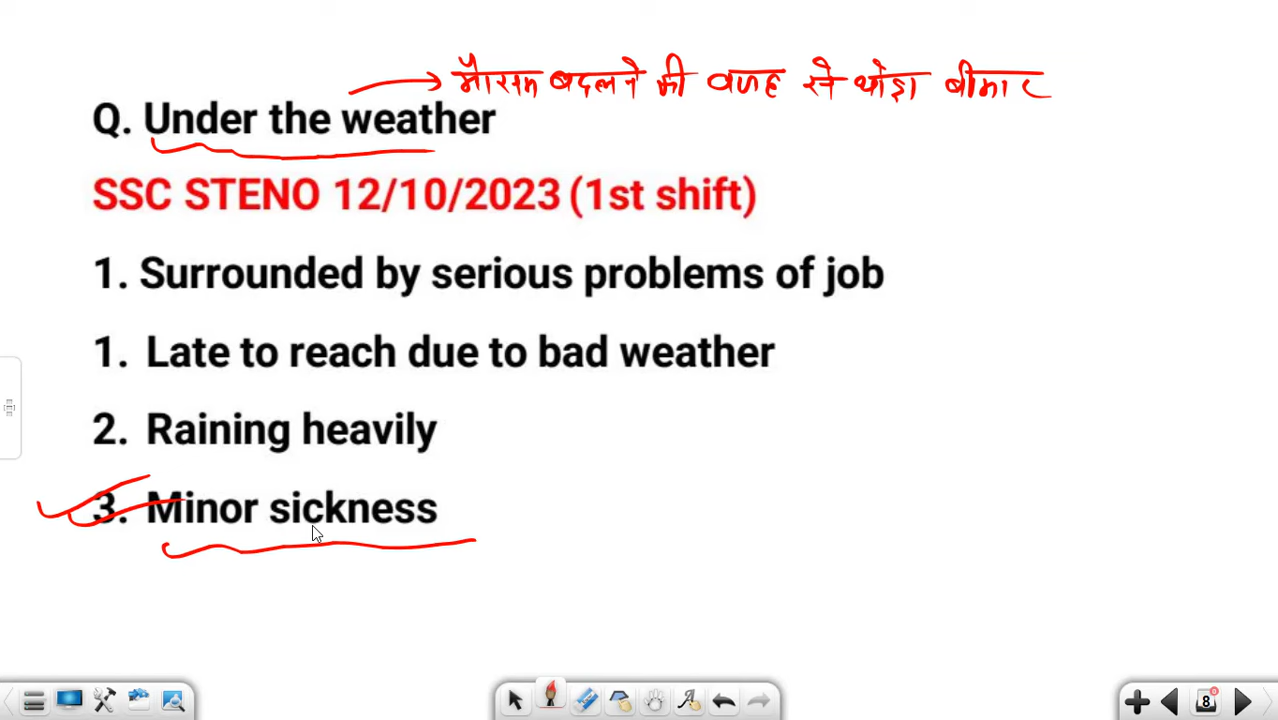 मौसम बदलने की वजह से थोड़ा बीमार
Q. Under the weather
SSC STENO 12/10/2023 (1st shift)
1. Surrounded by serious problems of job
1. Late to reach due to bad weather
2. Raining heavily
3. Minor sickness
8